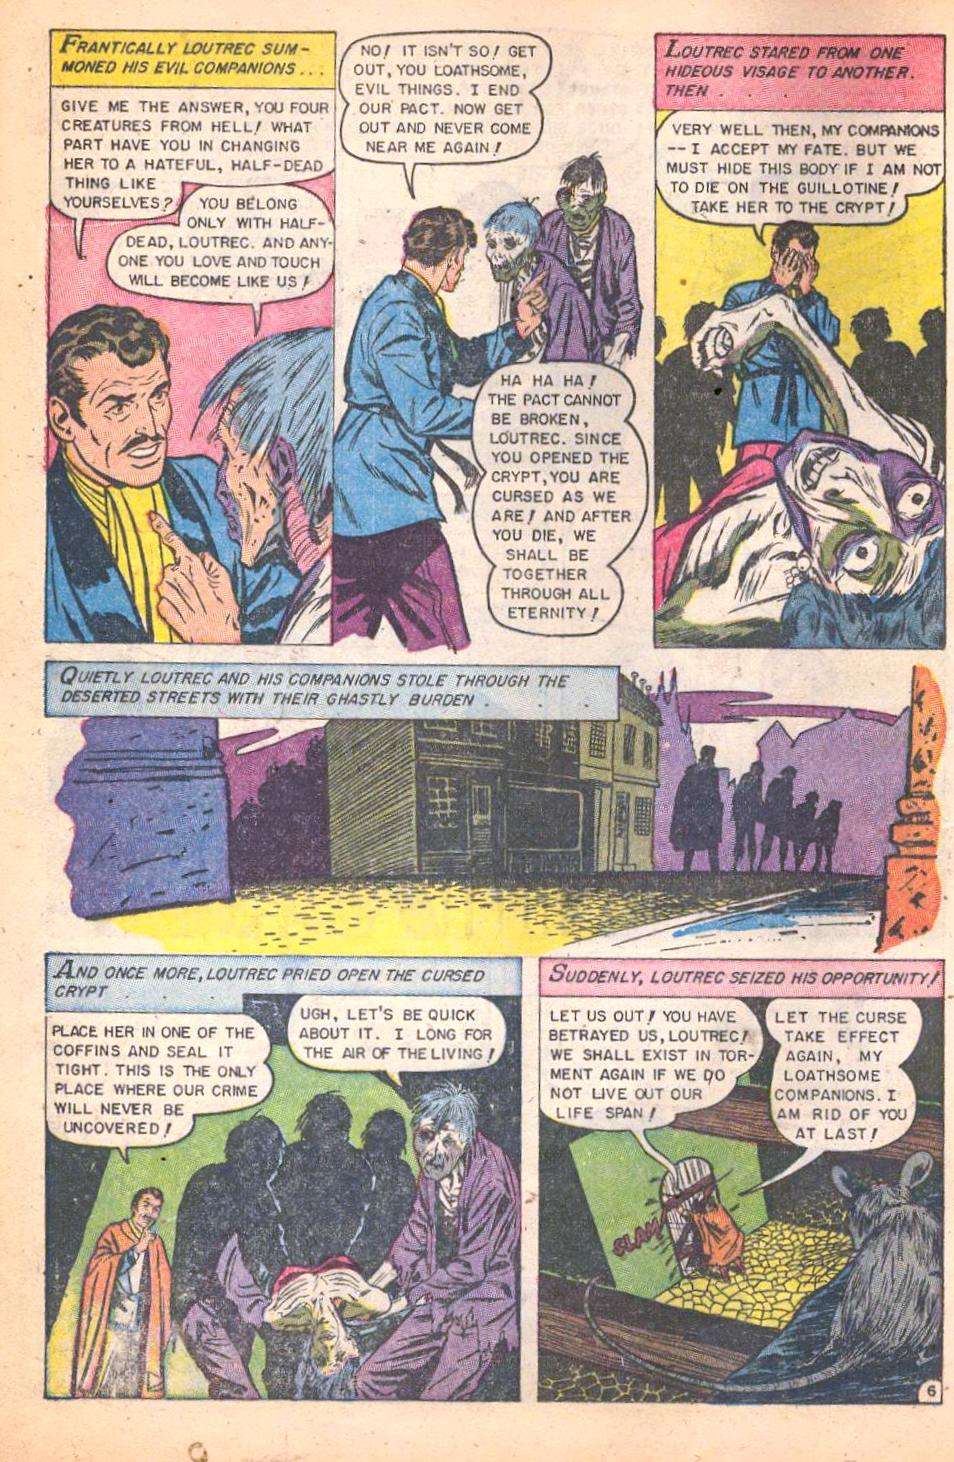 FRANTICALLY LOUTREC SUM-
MONED HIS EVIL COMPANIONS...
GIVE ME THE ANSWER, YOU FOUR
CREATURES FROM HELL! WHAT
PART HAVE YOU IN CHANGING
HER TO A HATEFUL, HALF-DEAD
THING LIKE
YOURSELVES?
YOU BELONG
ONLY WITH HALF-
DEAD, LOUTREC. AND ANY-
ONE YOU LOVE AND TOUCH
WILL BECOME LIKE US!
NO! IT ISN'T SO! GET
OUT, YOU LOATHSOME,
EVIL THINGS. I END
OUR PACT. NOW GET
OUT AND NEVER COME
NEAR ME AGAIN!
HA HA HA!
THE PACT CANNOT
BE BROKEN,
LOUTREC. SINCE
YOU OPENED THE
CRYPT, YOU ARE
CURSED AS WE
ARE! AND AFTER
YOU DIE, WE
SHALL BE
TOGETHER
THROUGH ALL
ETERNITY!
LOUTREC STARED FROM ONE
HIDEOUS VISAGE TO ANOTHER.
THEN . . .
VERY WELL THEN, MY COMPANIONS
-- I ACCEPT MY FATE. BUT WE
MUST HIDE THIS BODY IF I AM NOT
TO DIE ON THE GUILLOTINE!
TAKE HER TO THE CRYPT!
QUIETLY LOUTREC AND HIS COMPANIONS STOLE THROUGH THE
DESERTED STREETS WITH THEIR GHASTLY BURDEN . . .
AND ONCE MORE, LOUTREC PRIED OPEN THE CURSED
CRYPT . . .
PLACE HER IN ONE OF THE
COFFINS AND SEAL IT
TIGHT. THIS IS THE ONLY
PLACE WHERE OUR CRIME
WILL NEVER BE
UNCOVERED!
UGH, LET'S BE QUICK
ABOUT IT. I LONG FOR
THE AIR OF THE LIVING!
SUDDENLY, LOUTREC SEIZED HIS OPPORTUNITY!
LET US OUT! YOU HAVE
BETRAYED US, LOUTREC!
WE SHALL EXIST IN TOR-
MENT AGAIN IF WE DO
NOT LIVE OUT OUR
LIFE SPAN!
LET THE CURSE
TAKE EFFECT
AGAIN, MY
LOATHSOME
COMPANIONS. I
AM RID OF YOU
AT LAST!
SLAM
6